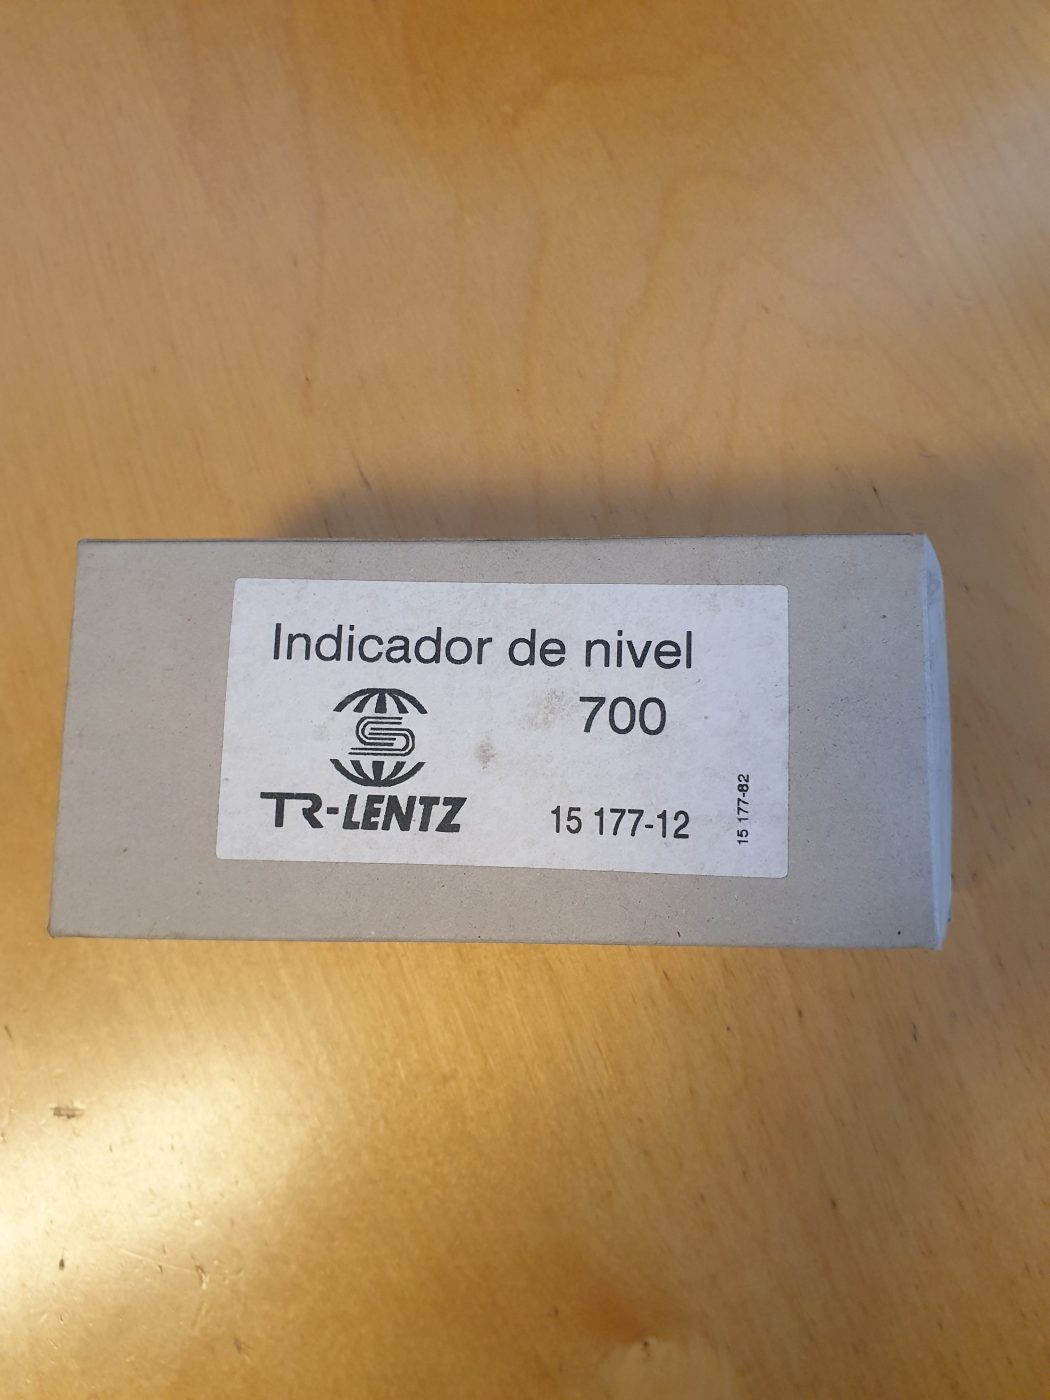 Indicador de nivel
700
S
TR-LENTZ
15 177-12
15 177-82